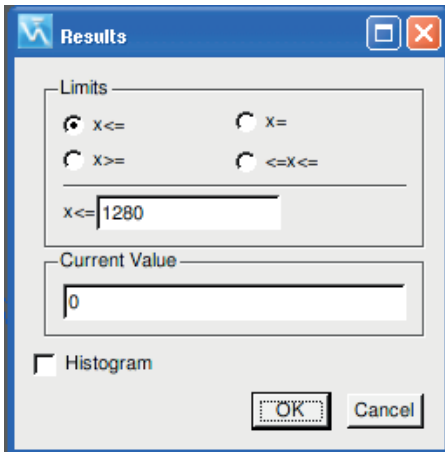 Results
Limits
x<= x=
x>= <=x<=
x<= 1280
Current Value
0
Histogram
OK Cancel